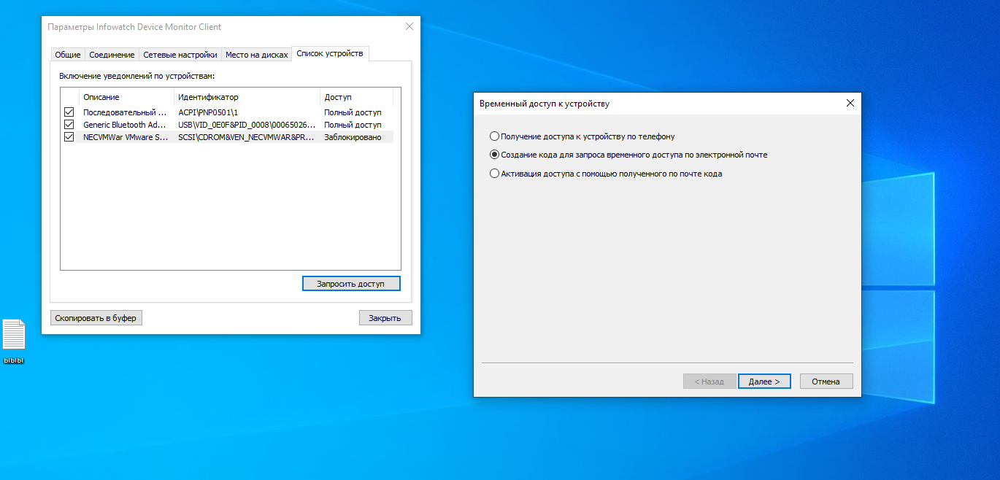 Параметры Infowatch Device Monitor Client
Общие Соединение Сетевые настройки Место на дисках Список устройств
Включение уведомлений по устройствам:
Описание Идентификатор Доступ
Последовательный ... ACPI\PNP0501\1 Полный доступ
Generic Bluetooth Ad... USB\VID_0E0F&PID_0008\00065026... Полный доступ
NECVMWar VMware S... SCSI\CDROM&VEN_NECVMWAR&PR... Заблокировано
Запросить доступ
Скопировать в буфер Закрыть
ыыы
Временный доступ к устройству
Получение доступа к устройству по телефону
Создание кода для запроса временного доступа по электронной почте
Активация доступа с помощью полученного по почте кода
< Назад Далее > Отмена